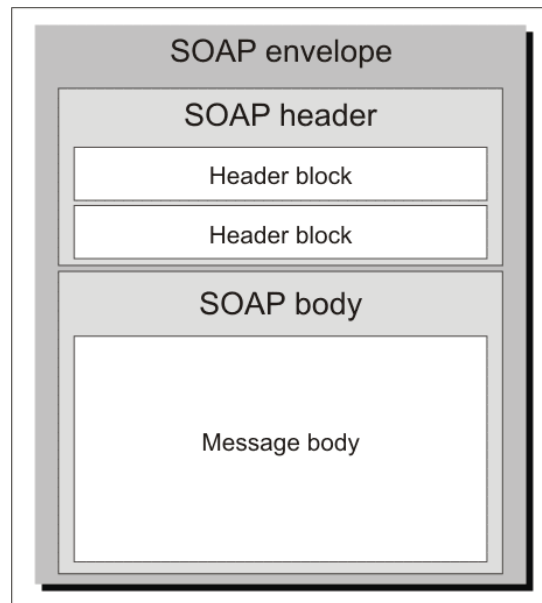 SOAP envelope
SOAP header
Header block
Header block
SOAP body
Message body